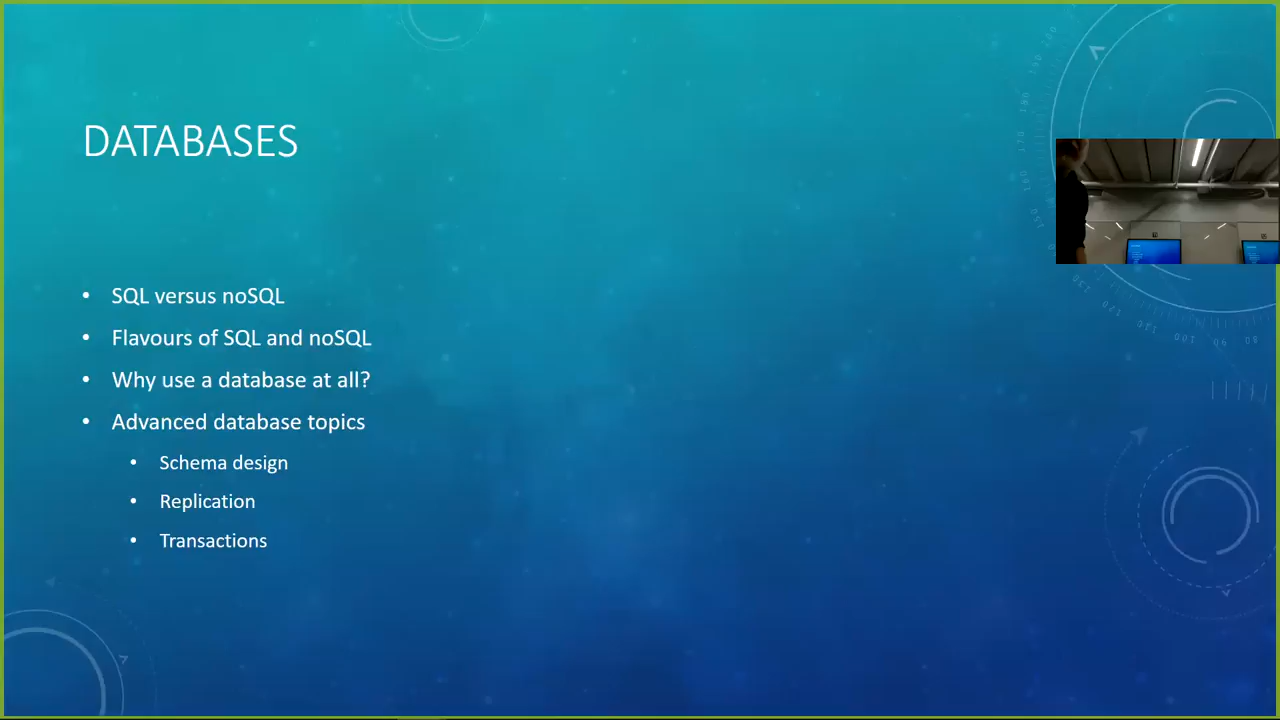 DATABASES
SQL versus noSQL
Flavours of SQL and noSQL
Why use a database at all?
Advanced database topics
Schema design
Replication
Transactions